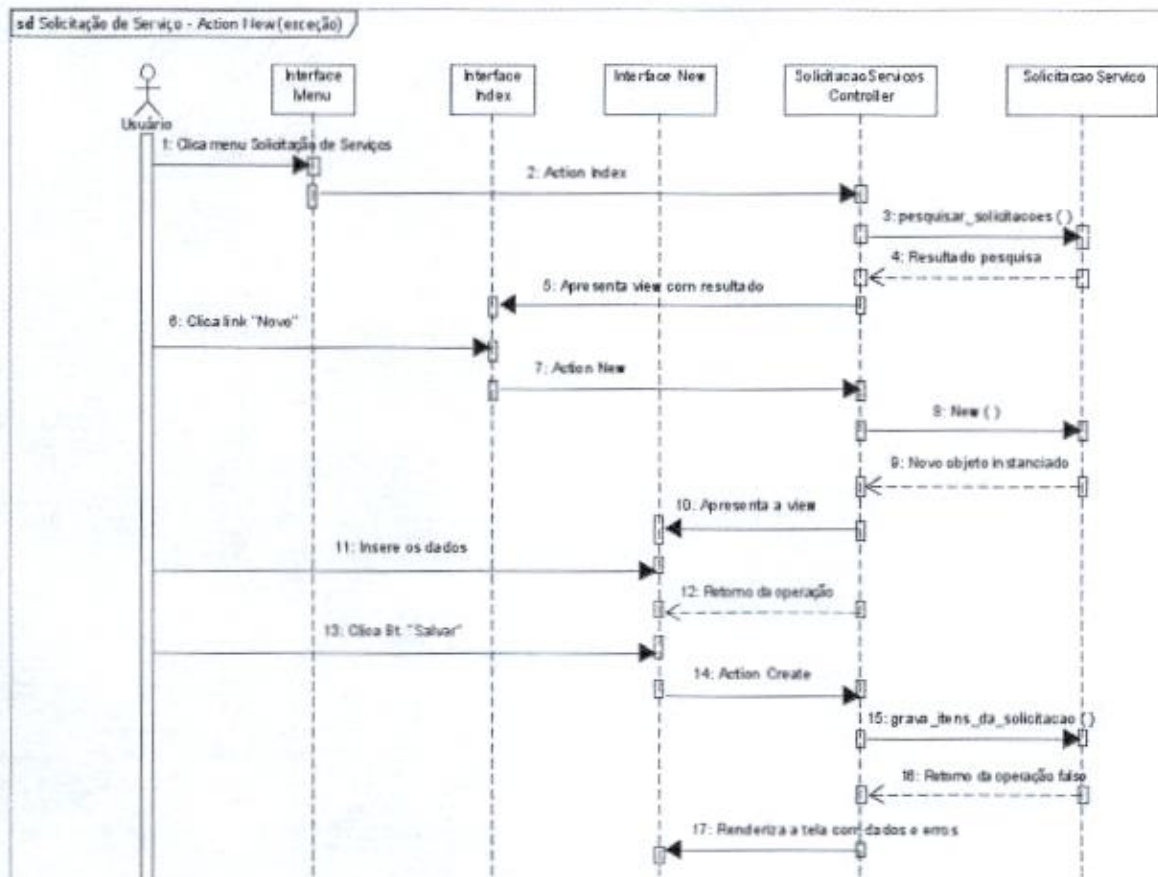 sd Solicitação de Serviço - Action New (exceção)
Interface
Menu
Interface
Index
Interface New
Solicitacao Servicos
Controller
Solicitacao Servico
Usuário
1: Clica menu Solicitação de Serviços
2: Action Index
3: pesquisar_solicitacoes ( )
4: Resultado pesquisa
5: Apresenta view com resultado
6: Clica link "Novo"
7: Action New
8: New ( )
9: Novo objeto instanciado
10: Apresenta a view
11: Insere os dados
12: Retorno da operação
13: Clica Bt. "Salvar"
14: Action Create
15: grava_itens_da_solicitacao ( )
16: Retorno da operação false
17: Renderiza a tela com dados e erros